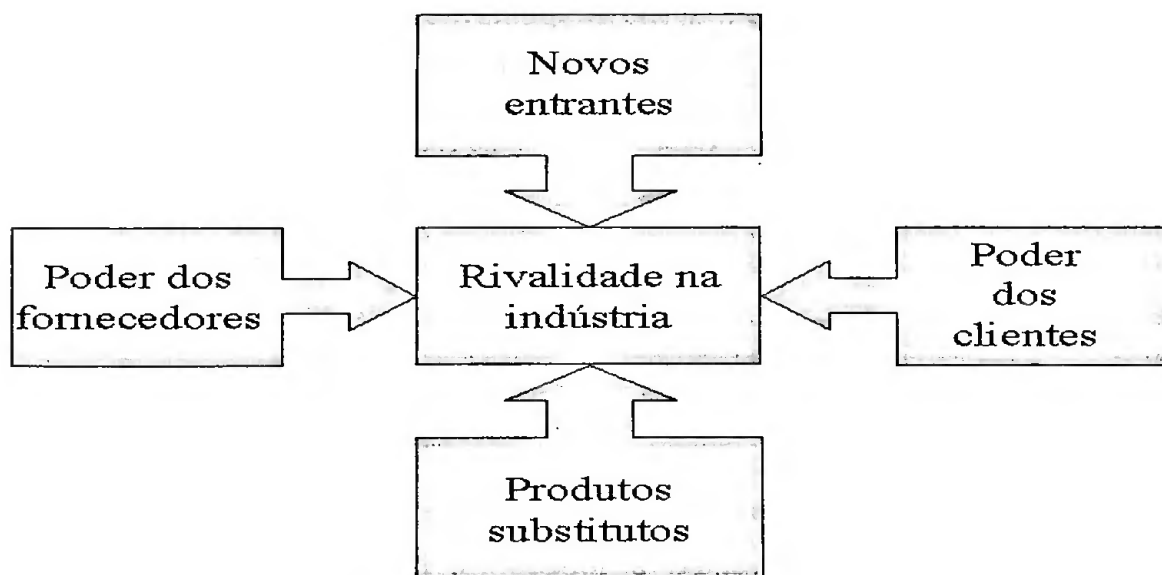 Novos
entrantes
Poder dos
fornecedores
Rivalidade na
indústria
Poder
dos
clientes
Produtos
substitutos